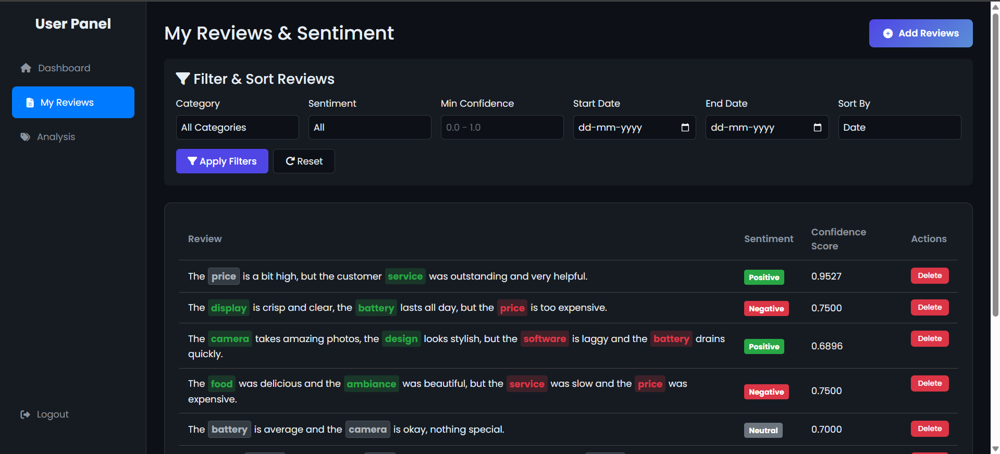 User Panel
Dashboard
My Reviews
Analysis
Logout
My Reviews & Sentiment
Add Reviews
Filter & Sort Reviews
Category
Sentiment
Min Confidence
Start Date
End Date
Sort By
All Categories
All
0.0 - 1.0
dd-mm-yyyy
dd-mm-yyyy
Date
Apply Filters
Reset
Review
Sentiment
Confidence
Score
Actions
The price is a bit high, but the customer service was outstanding and very helpful.
Positive
0.9527
Delete
The display is crisp and clear, the battery lasts all day, but the price is too expensive.
Negative
0.7500
Delete
The camera takes amazing photos, the design looks stylish, but the software is laggy and the battery drains
quickly.
Positive
0.6896
Delete
The food was delicious and the ambiance was beautiful, but the service was slow and the price was
expensive.
Negative
0.7500
Delete
The battery is average and the camera is okay, nothing special.
Neutral
0.7000
Delete